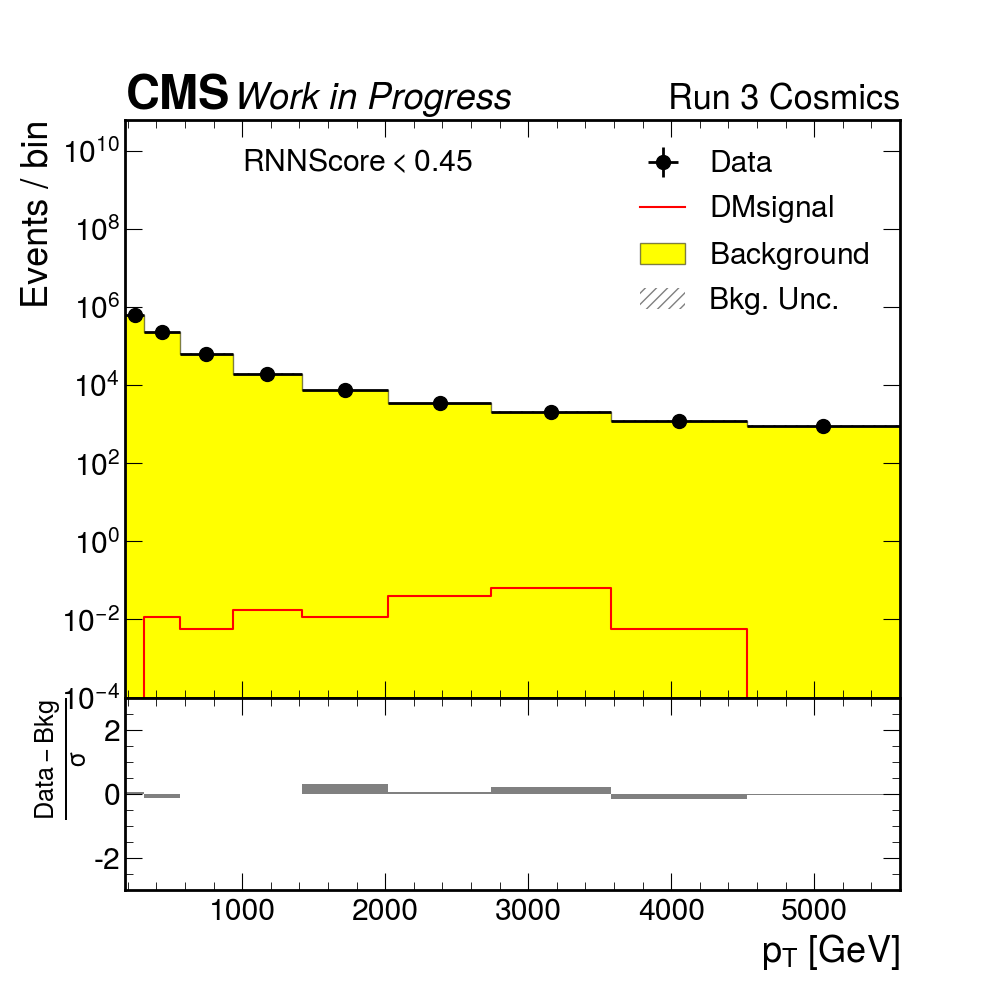 CMS Work in Progress Run 3 Cosmics
Events / bin
RNNScore < 0.45
Data
DMsignal
Background
Bkg. Unc.
10^10
10^8
10^6
10^4
10^2
10^0
10^−2
10^−4
Data − Bkg
σ
2
0
-2
1000 2000 3000 4000 5000
p_T [GeV]